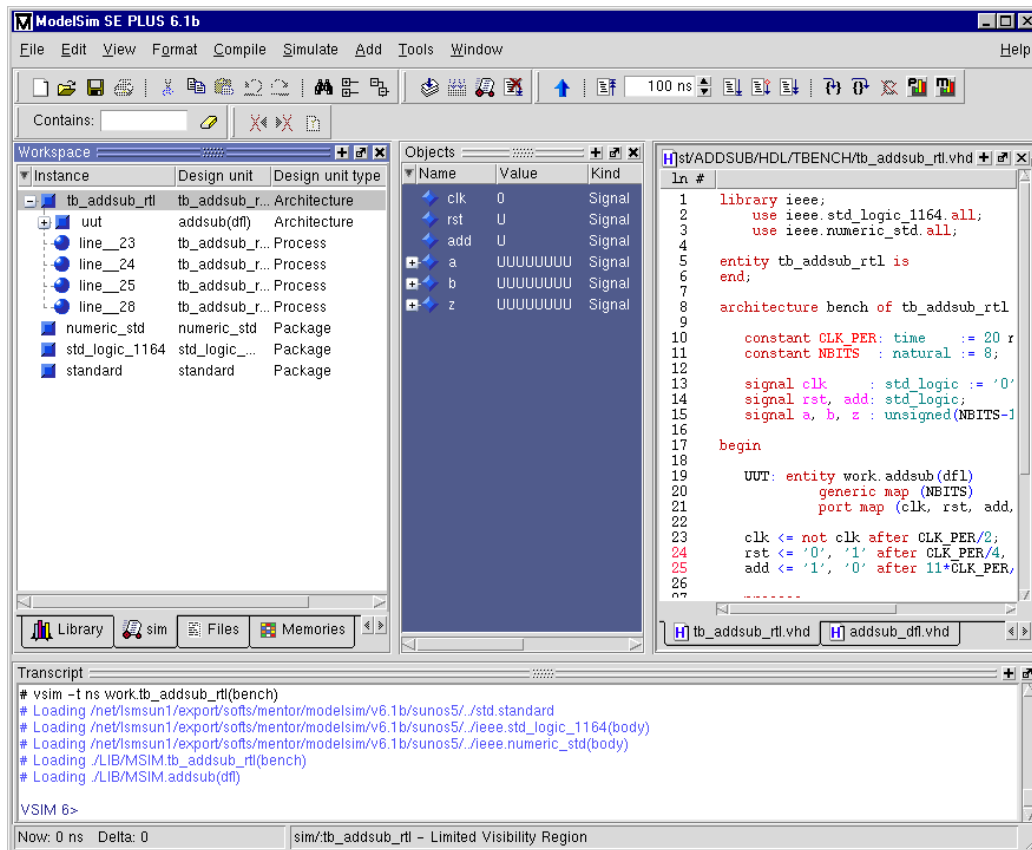 ModelSim SE PLUS 6.1b
File Edit View Format Compile Simulate Add Tools Window Help
100 ns
Contains:
Workspace
Instance Design unit Design unit type
tb_addsub_rtl tb_addsub_r... Architecture
uut addsub(dfl) Architecture
line__23 tb_addsub_r... Process
line__24 tb_addsub_r... Process
line__25 tb_addsub_r... Process
line__28 tb_addsub_r... Process
numeric_std numeric_std Package
std_logic_1164 std_logic_... Package
standard standard Package
Library sim Files Memories
Objects
Name Value Kind
clk 0 Signal
rst U Signal
add U Signal
a UUUUUUUU Signal
b UUUUUUUU Signal
z UUUUUUUU Signal
st/ADDSUB/HDL/TBENCH/tb_addsub_rtl.vhd
ln #
1 library ieee;
2 use ieee.std_logic_1164.all;
3 use ieee.numeric_std.all;
4
5 entity tb_addsub_rtl is
6 end;
7
8 architecture bench of tb_addsub_rtl
9
10 constant CLK_PER: time := 20
11 constant NBITS : natural := 8;
12
13 signal clk : std_logic := '0'
14 signal rst, add: std_logic;
15 signal a, b, z : unsigned(NBITS-1
16
17 begin
18
19 UUT: entity work.addsub(dfl)
20 generic map (NBITS)
21 port map (clk, rst, add,
22
23 clk <= not clk after CLK_PER/2;
24 rst <= '0', '1' after CLK_PER/4,
25 add <= '1', '0' after 11*CLK_PER/
26
27 process
tb_addsub_rtl.vhd addsub_dfl.vhd
Transcript
# vsim -t ns work.tb_addsub_rtl(bench)
# Loading /net/lsmsun1/export/softs/mentor/modelsim/v6.1b/sunos5/../std.standard
# Loading /net/lsmsun1/export/softs/mentor/modelsim/v6.1b/sunos5/../ieee.std_logic_1164(body)
# Loading /net/lsmsun1/export/softs/mentor/modelsim/v6.1b/sunos5/../ieee.numeric_std(body)
# Loading ./LIB/MSIM.tb_addsub_rtl(bench)
# Loading ./LIB/MSIM.addsub(dfl)
VSIM 6>
Now: 0 ns Delta: 0 sim/:tb_addsub_rtl - Limited Visibility Region